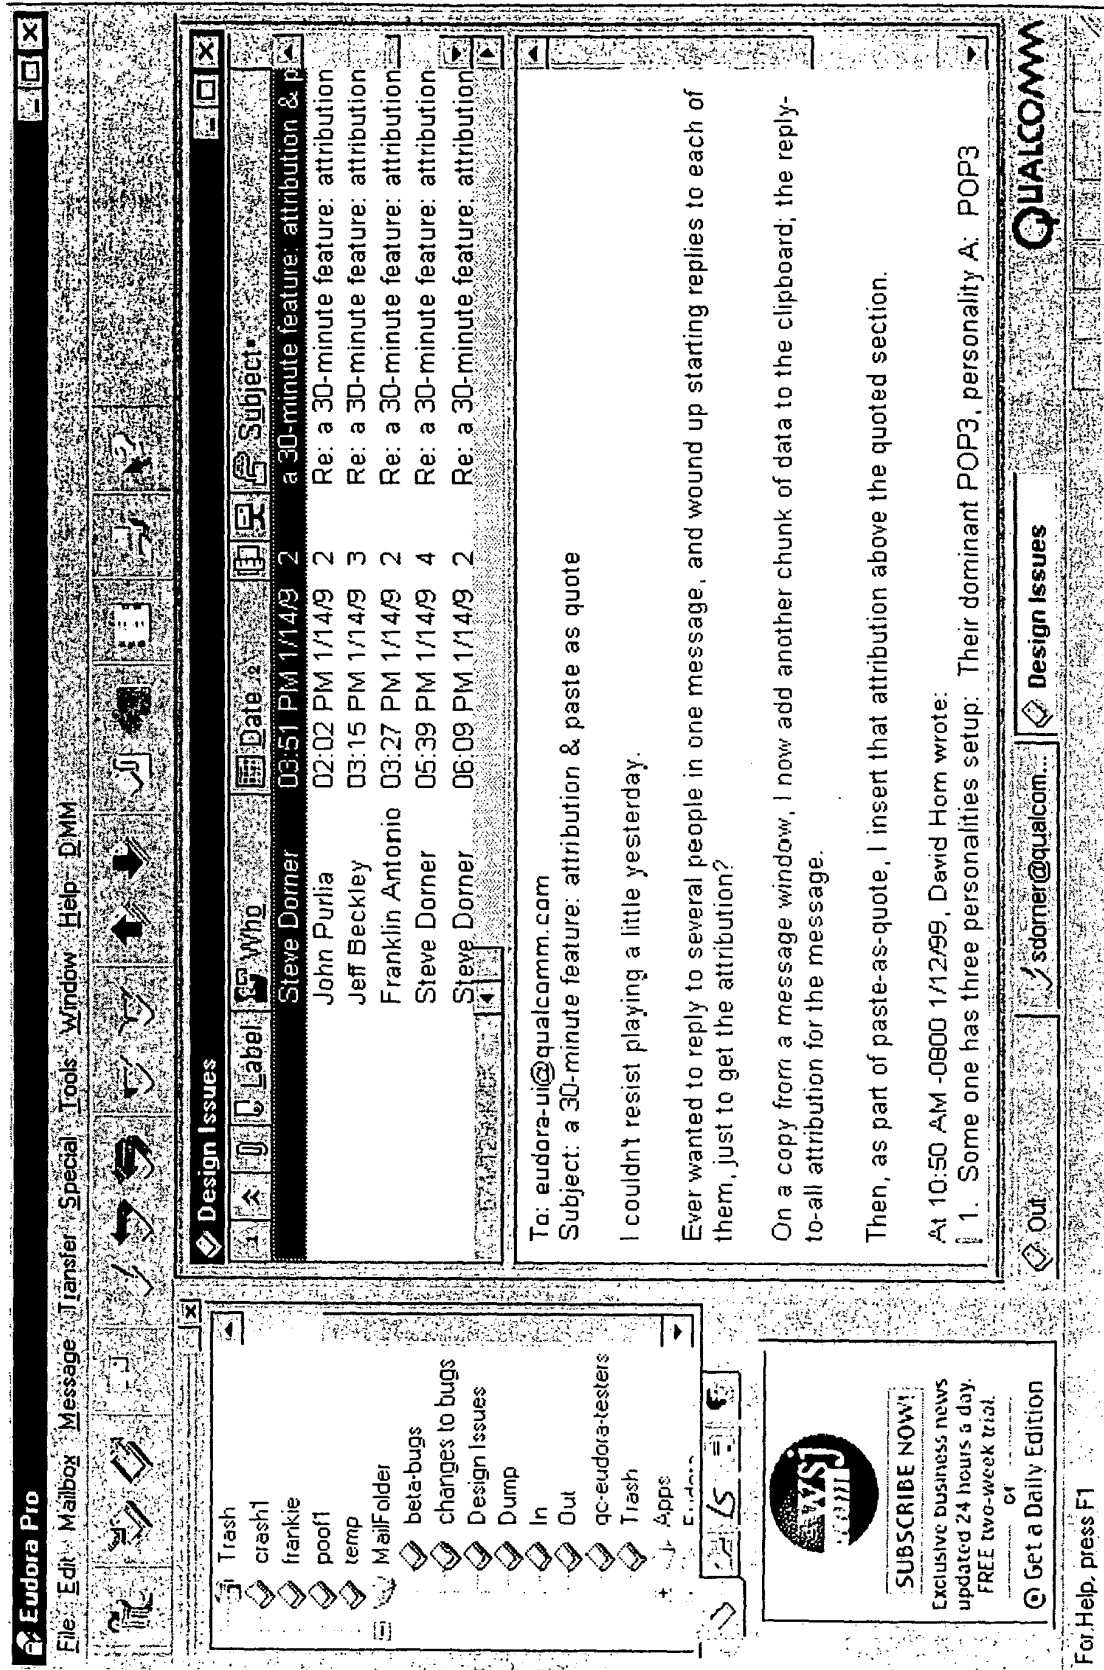 Eudora Pro
File Edit Mailbox Message Transfer Special Tools Window Help DMM
Trash
crash1
frankie
poof1
temp
MailFolder
beta-bugs
changes to bugs
Design Issues
Dump
In
Out
qc-eudora-testers
Trash
Apps
wsj
.com
SUBSCRIBE NOW!
Exclusive business news
updated 24 hours a day.
FREE two-week trial.
or
Get a Daily Edition
Design Issues
Label Who Date Subject
Steve Dorner 03:51 PM 1/14/9 2 a 30-minute feature: attribution & p
John Purlia 02:02 PM 1/14/9 2 Re: a 30-minute feature: attribution
Jeff Beckley 03:15 PM 1/14/9 3 Re: a 30-minute feature: attribution
Franklin Antonio 03:27 PM 1/14/9 2 Re: a 30-minute feature: attribution
Steve Dorner 05:39 PM 1/14/9 4 Re: a 30-minute feature: attribution
Steve Dorner 06:09 PM 1/14/9 2 Re: a 30-minute feature: attribution
To: eudora-ui@qualcomm.com
Subject: a 30-minute feature: attribution & paste as quote
I couldn't resist playing a little yesterday.
Ever wanted to reply to several people in one message, and wound up starting replies to each of
them, just to get the attribution?
On a copy from a message window, I now add another chunk of data to the clipboard; the reply-
to-all attribution for the message.
Then, as part of paste-as-quote, I insert that attribution above the quoted section.
At 10:50 AM -0800 1/12/99, David Hom wrote:
1. Some one has three personalities setup: Their dominant POP3, personality A: POP3
Out
sdorner@qualcom...
Design Issues
QUALCOMM
For Help, press F1